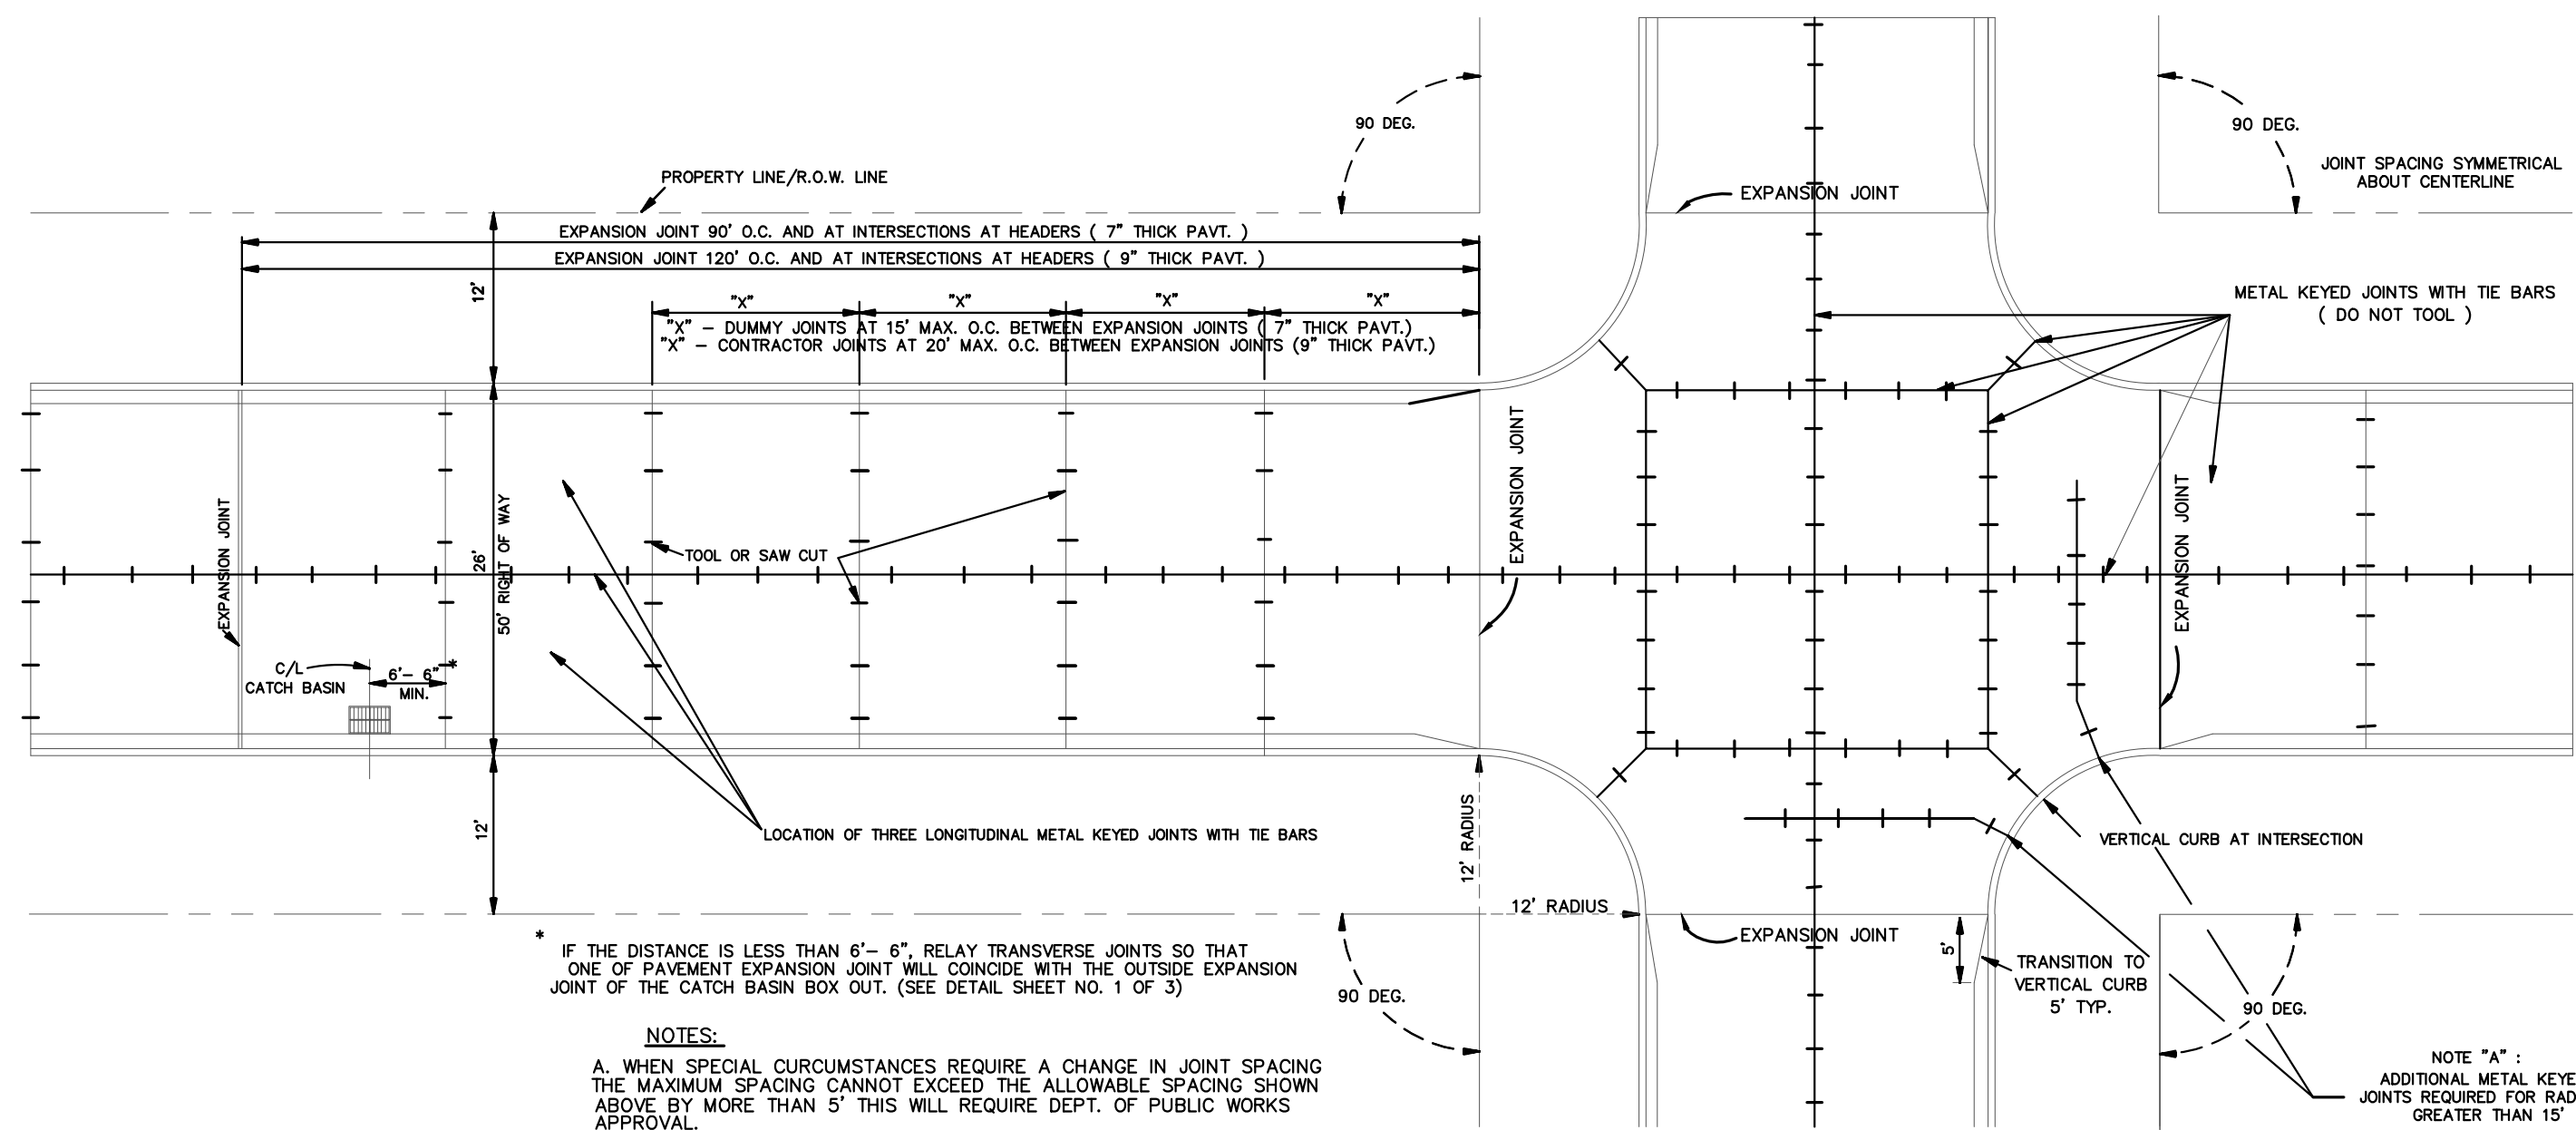 90 DEG.
90 DEG.
JOINT SPACING SYMMETRICAL
ABOUT CENTERLINE
PROPERTY LINE/R.O.W. LINE
EXPANSION JOINT
EXPANSION JOINT 90' O.C. AND AT INTERSECTIONS AT HEADERS ( 7" THICK PAVT. )
EXPANSION JOINT 120' O.C. AND AT INTERSECTIONS AT HEADERS ( 9" THICK PAVT. )
12'
"X"
"X"
"X"
"X"
"X" – DUMMY JOINTS AT 15' MAX. O.C. BETWEEN EXPANSION JOINTS ( 7" THICK PAVT.)
"X" – CONTRACTOR JOINTS AT 20' MAX. O.C. BETWEEN EXPANSION JOINTS (9" THICK PAVT.)
METAL KEYED JOINTS WITH TIE BARS
( DO NOT TOOL )
EXPANSION JOINT
26'
50' RIGHT OF WAY
TOOL OR SAW CUT
EXPANSION JOINT
EXPANSION JOINT
C/L
CATCH BASIN
6'– 6" *
MIN.
12'
LOCATION OF THREE LONGITUDINAL METAL KEYED JOINTS WITH TIE BARS
12' RADIUS
12' RADIUS
VERTICAL CURB AT INTERSECTION
EXPANSION JOINT
5'
TRANSITION TO
VERTICAL CURB
5' TYP.
90 DEG.
90 DEG.
*
IF THE DISTANCE IS LESS THAN 6'– 6", RELAY TRANSVERSE JOINTS SO THAT
ONE OF PAVEMENT EXPANSION JOINT WILL COINCIDE WITH THE OUTSIDE EXPANSION
JOINT OF THE CATCH BASIN BOX OUT. (SEE DETAIL SHEET NO. 1 OF 3)
NOTES:
A. WHEN SPECIAL CURCUMSTANCES REQUIRE A CHANGE IN JOINT SPACING
THE MAXIMUM SPACING CANNOT EXCEED THE ALLOWABLE SPACING SHOWN
ABOVE BY MORE THAN 5' THIS WILL REQUIRE DEPT. OF PUBLIC WORKS
APPROVAL.
NOTE "A" :
ADDITIONAL METAL KEYE
JOINTS REQUIRED FOR RAD
GREATER THAN 15'